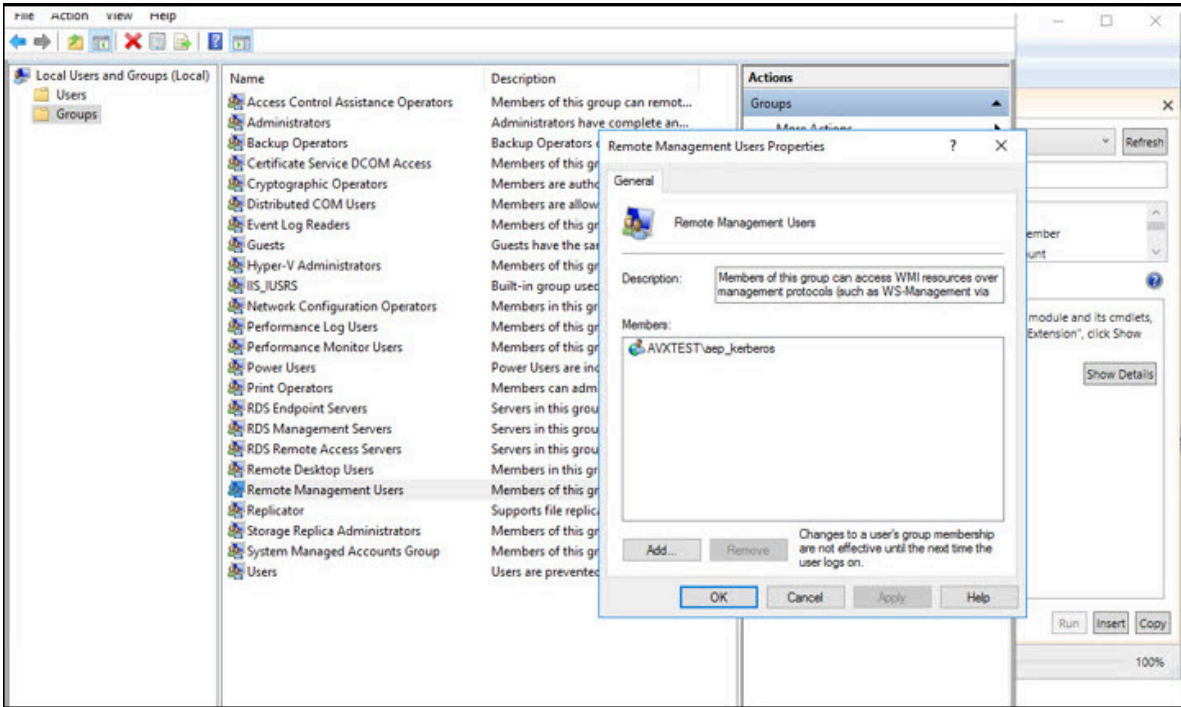 File Action View Help
Local Users and Groups (Local)
Users
Groups
Name Description
Access Control Assistance Operators Members of this group can remot...
Administrators Administrators have complete an...
Backup Operators Backup Operators
Certificate Service DCOM Access Members of this gr
Cryptographic Operators Members are autho
Distributed COM Users Members are allow
Event Log Readers Members of this gr
Guests Guests have the sa
Hyper-V Administrators Members of this gr
IIS_IUSRS Built-in group used
Network Configuration Operators Members in this gr
Performance Log Users Members of this gr
Performance Monitor Users Members of this gr
Power Users Power Users are inc
Print Operators Members can adm
RDS Endpoint Servers Servers in this grou
RDS Management Servers Servers in this grou
RDS Remote Access Servers Servers in this grou
Remote Desktop Users Members in this gr
Remote Management Users Members of this gr
Replicator Supports file replic
Storage Replica Administrators Members of this gr
System Managed Accounts Group Members of this gr
Users Users are prevented
Actions
Groups
More Actions
Remote Management Users Properties ?
General
Remote Management Users
Description: Members of this group can access WMI resources over
management protocols (such as WS-Management via
Members:
AVXTEST\aep_kerberos
Add... Remove
Changes to a user's group membership
are not effective until the next time the
user logs on.
OK Cancel Apply Help
Refresh
ember
unt
module and its cmdlets,
Extension", click Show
Show Details
Run Insert Copy
100%